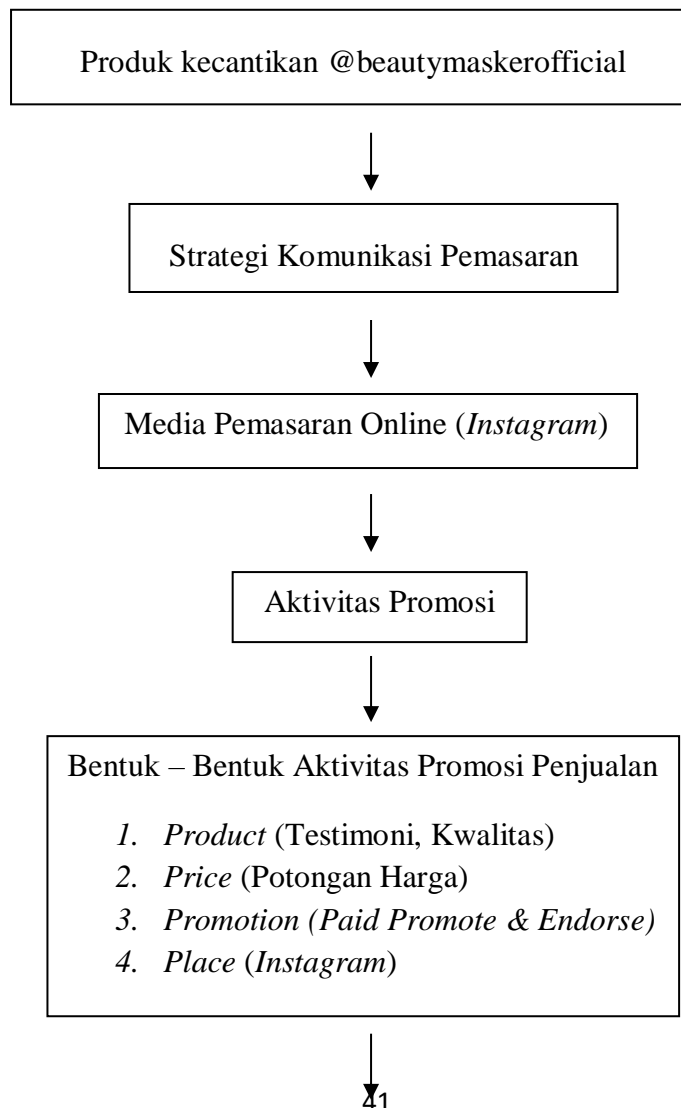 Produk kecantikan @beautymaskerofficial
Strategi Komunikasi Pemasaran
Media Pemasaran Online (Instagram)
Aktivitas Promosi
Bentuk – Bentuk Aktivitas Promosi Penjualan
1. Product (Testimoni, Kwalitas)
2. Price (Potongan Harga)
3. Promotion (Paid Promote & Endorse)
4. Place (Instagram)
41